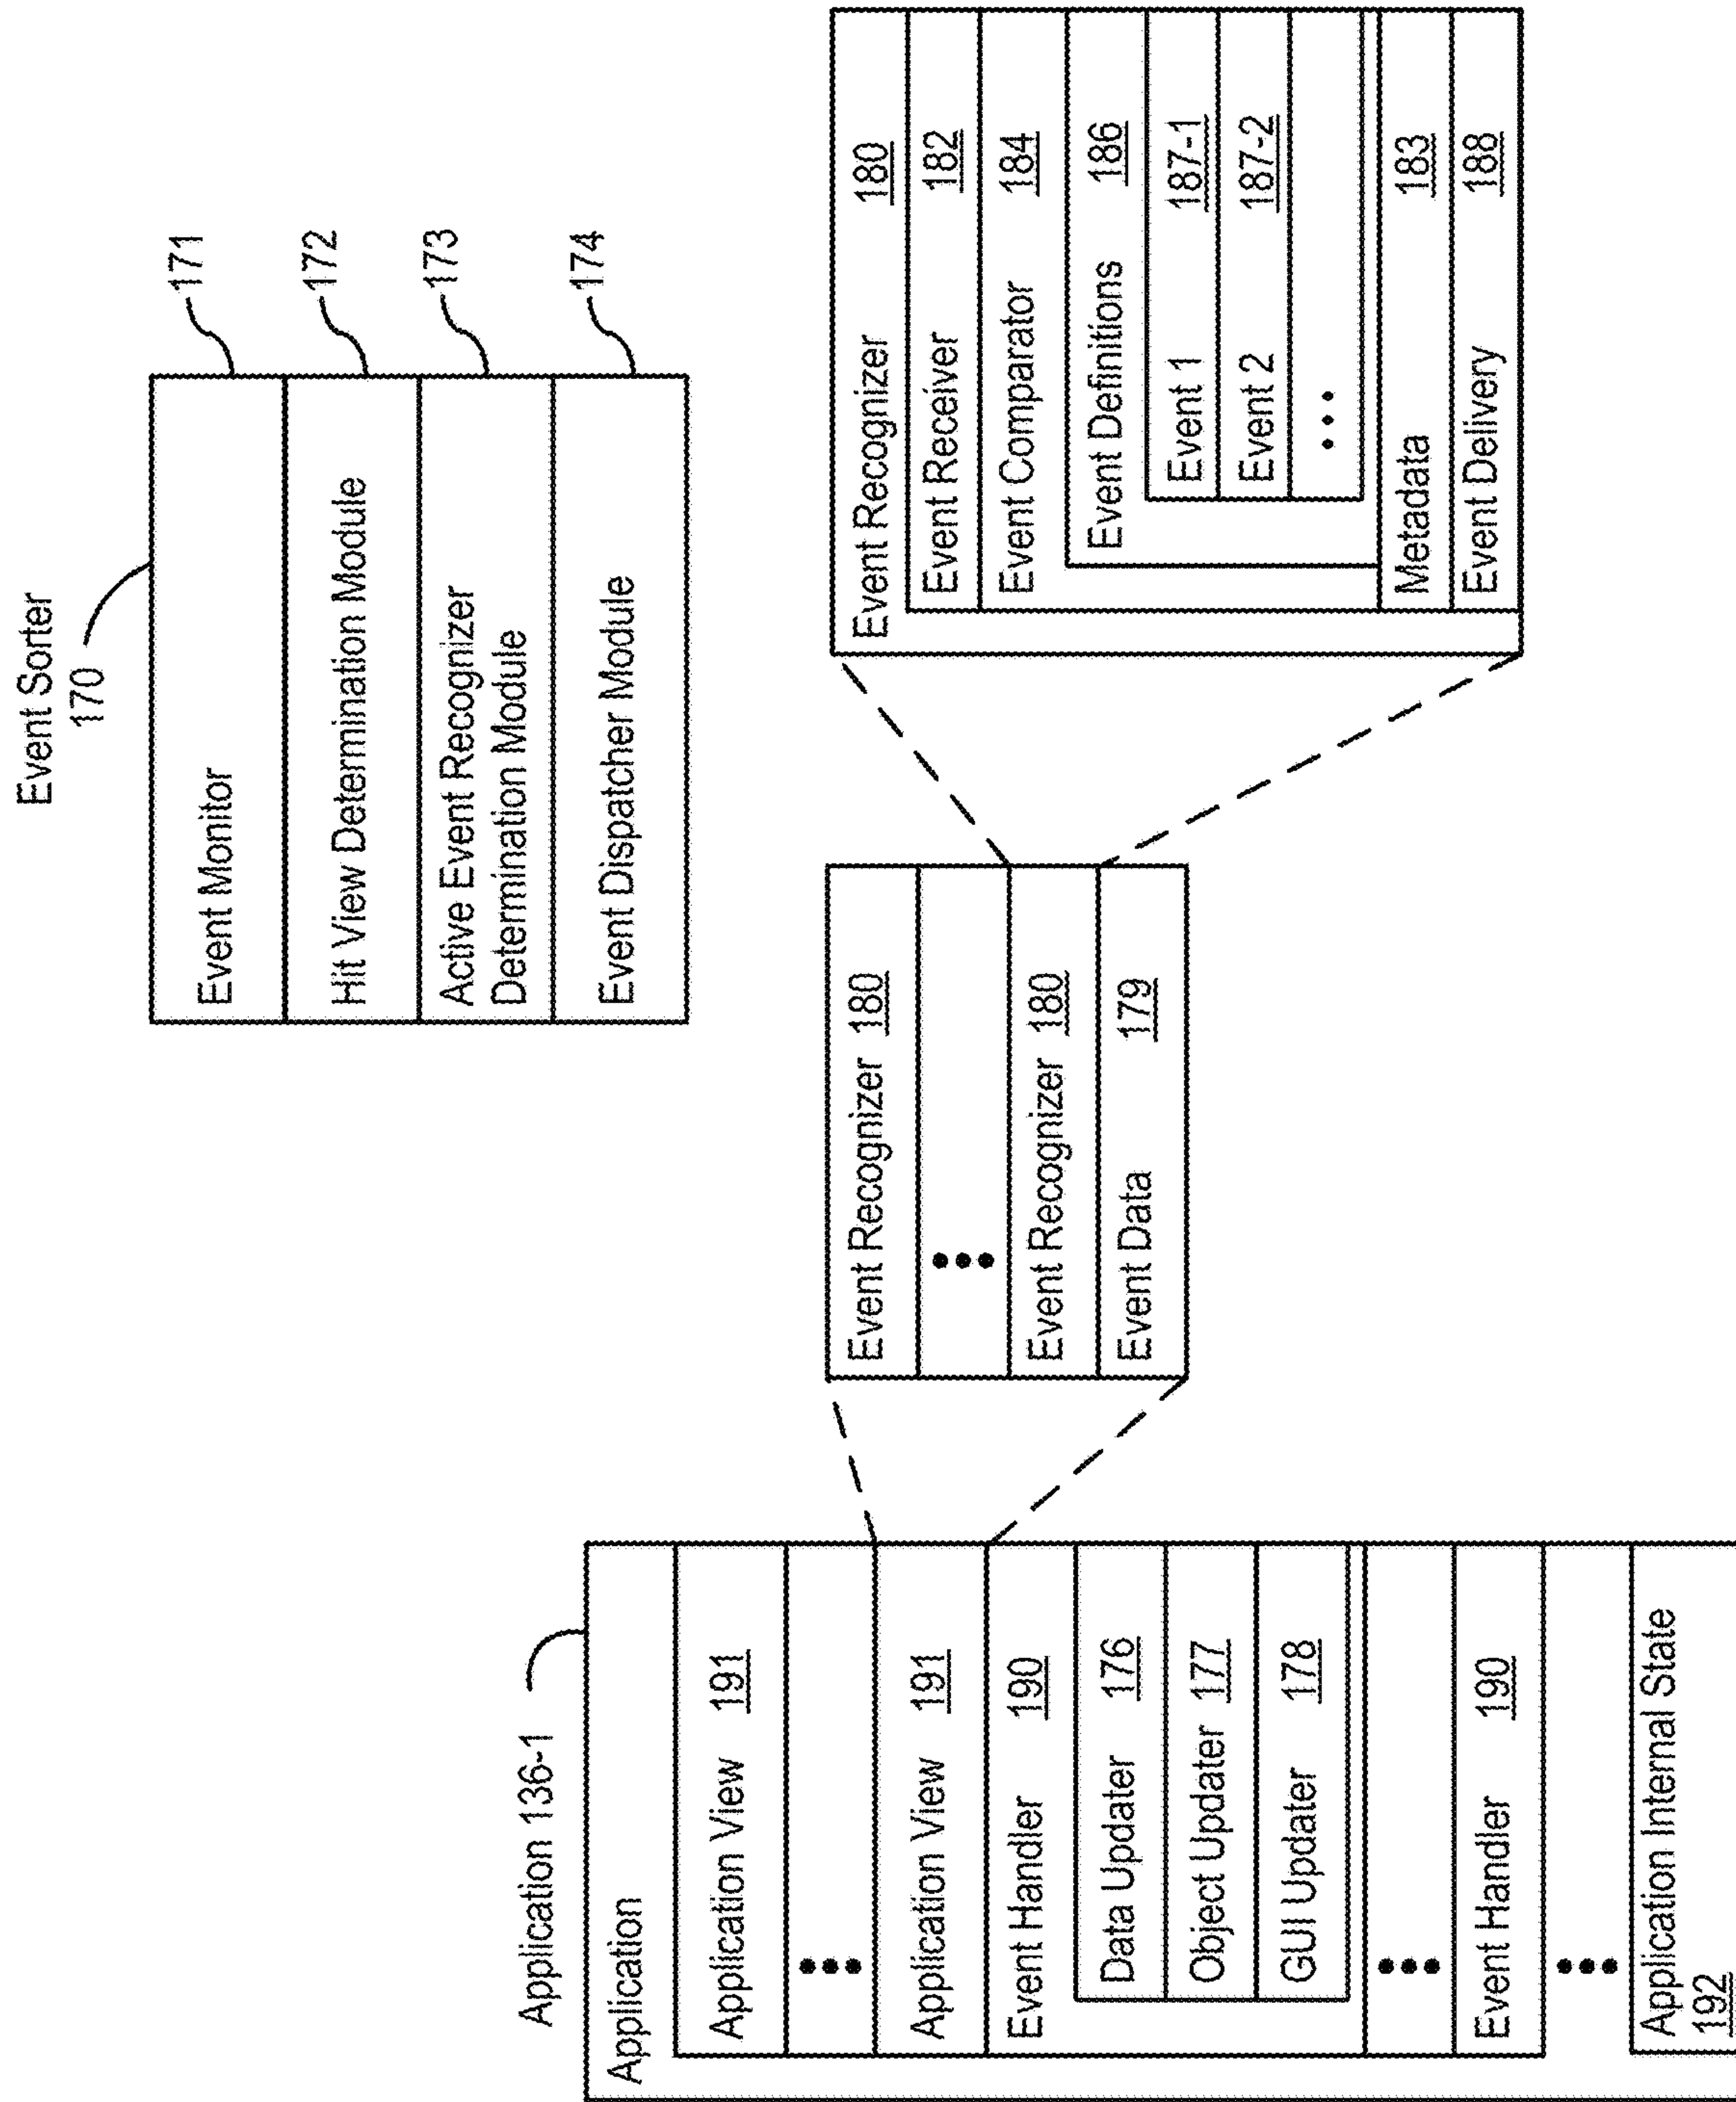 Event Sorter
170
Event Monitor
171
Hit View Determination Module
172
Active Event Recognizer
Determination Module
173
Event Dispatcher Module
174
Application 136-1
Application
Application View 191
•••
Application View 191
Event Handler 190
Data Updater 176
Object Updater 177
GUI Updater 178
•••
Event Handler 190
•••
Application Internal State
192
Event Recognizer 180
•••
Event Recognizer 180
Event Data 179
Event Recognizer 180
Event Receiver 182
Event Comparator 184
Event Definitions 186
Event 1 187-1
Event 2 187-2
•••
Metadata 183
Event Delivery 188